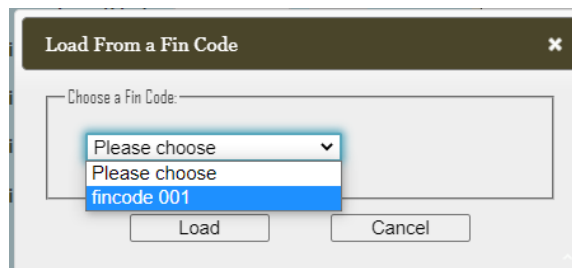 Load From a Fin Code
Choose a Fin Code:
Please choose
Please choose
fincode 001
Load Cancel